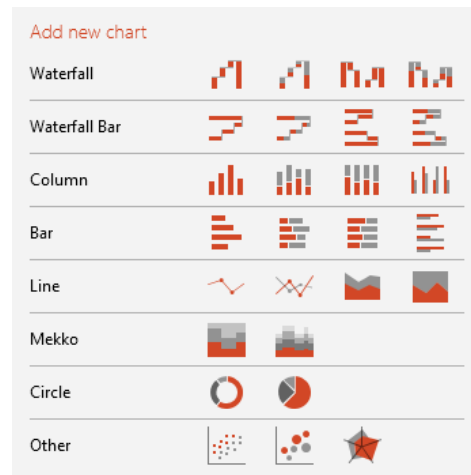 Add new chart
Waterfall
Waterfall Bar
Column
Bar
Line
Mekko
Circle
Other